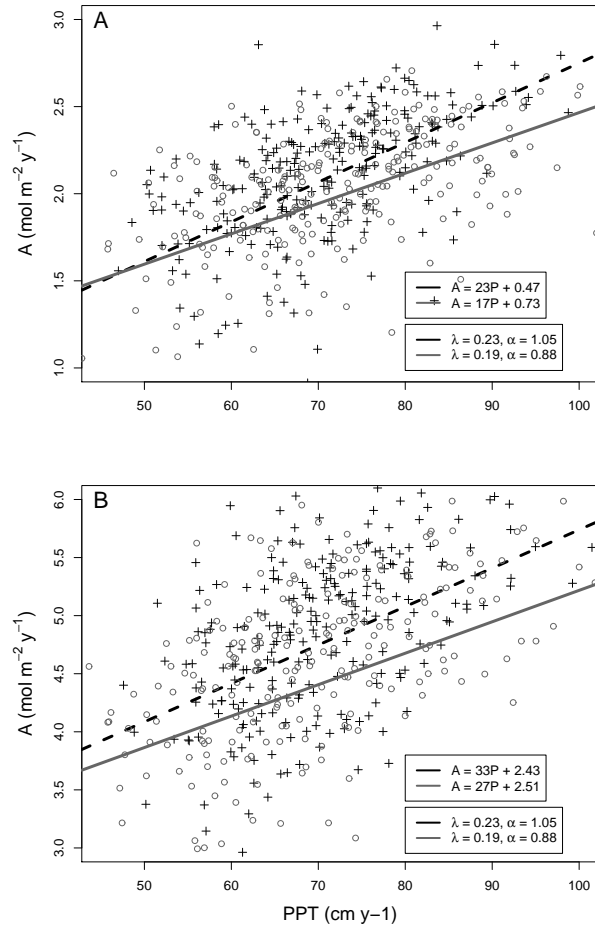 A
3.0
2.5
2.0
1.5
1.0
A (mol m−2 y−1)
A = 23P + 0.47
A = 17P + 0.73
λ = 0.23, α = 1.05
λ = 0.19, α = 0.88
50 60 70 80 90 100
B
6.0
5.5
5.0
4.5
4.0
3.5
3.0
A (mol m−2 y−1)
A = 33P + 2.43
A = 27P + 2.51
λ = 0.23, α = 1.05
λ = 0.19, α = 0.88
50 60 70 80 90 100
PPT (cm y−1)